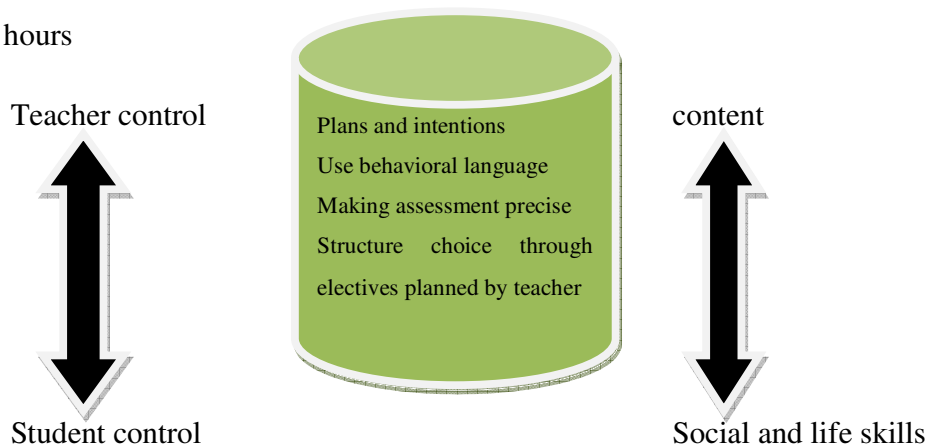 hours
Teacher control
content
Plans and intentions
Use behavioral language
Making assessment precise
Structure choice through
electives planned by teacher
Student control
Social and life skills